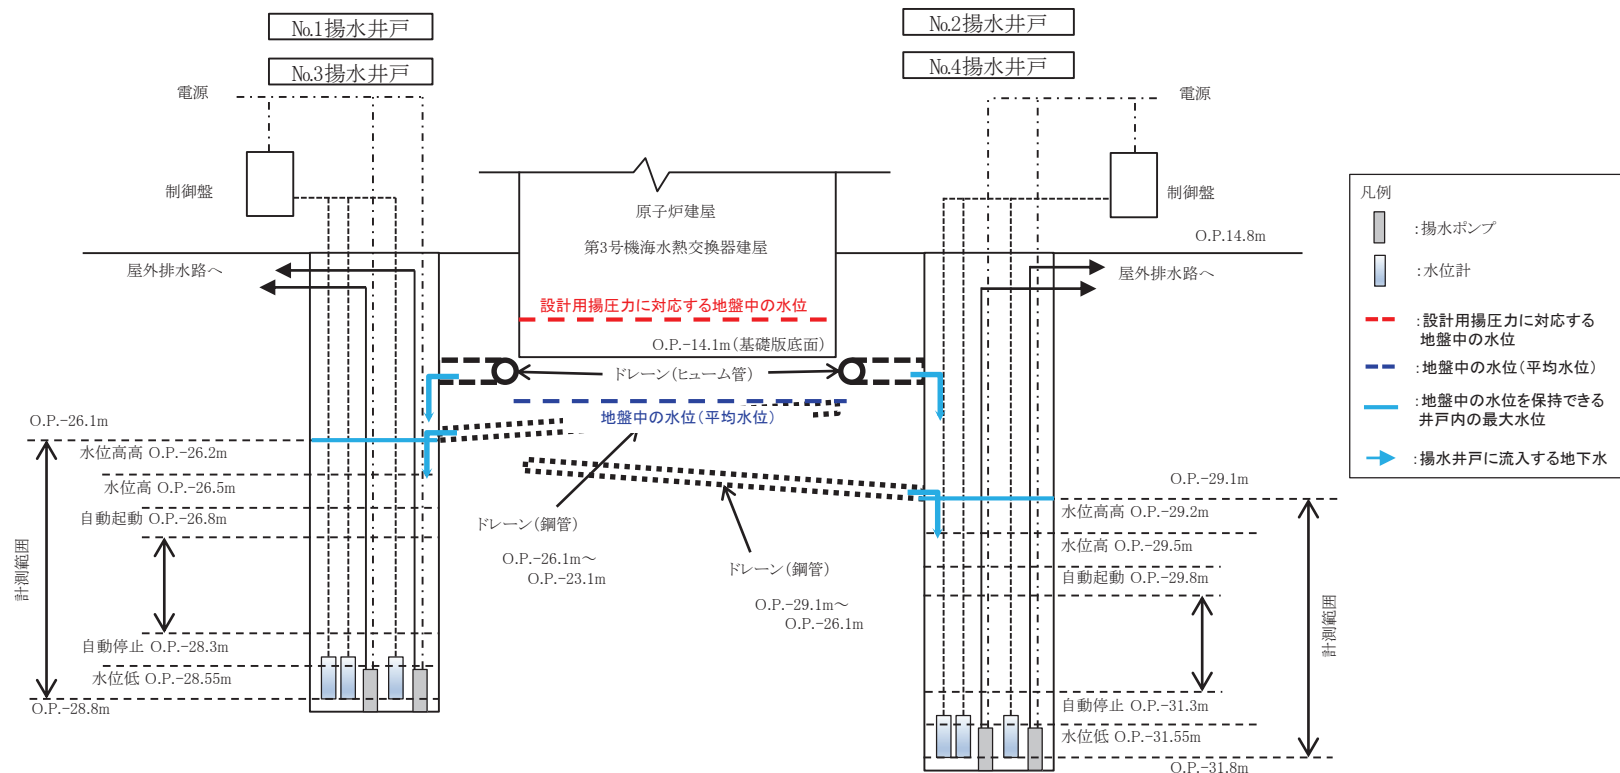 №1揚水井戸
№3揚水井戸
№2揚水井戸
№4揚水井戸
電源
制御盤
屋外排水路へ
原子炉建屋
第3号機海水熱交換器建屋
設計用揚圧力に対応する地盤中の水位
O.P.-14.1m(基礎版底面)
ドレーン(ヒューム管)
地盤中の水位(平均水位)
電源
制御盤
O.P.14.8m
屋外排水路へ
O.P.-26.1m
水位高高 O.P.-26.2m
水位高 O.P.-26.5m
自動起動 O.P.-26.8m
計測範囲
自動停止 O.P.-28.3m
水位低 O.P.-28.55m
O.P.-28.8m
ドレーン(鋼管)
O.P.-26.1m~
O.P.-23.1m
ドレーン(鋼管)
O.P.-29.1m~
O.P.-26.1m
O.P.-29.1m
水位高高 O.P.-29.2m
水位高 O.P.-29.5m
自動起動 O.P.-29.8m
計測範囲
自動停止 O.P.-31.3m
水位低 O.P.-31.55m
O.P.-31.8m
凡例
:揚水ポンプ
:水位計
:設計用揚圧力に対応する
地盤中の水位
:地盤中の水位(平均水位)
:地盤中の水位を保持できる
井戸内の最大水位
:揚水井戸に流入する地下水